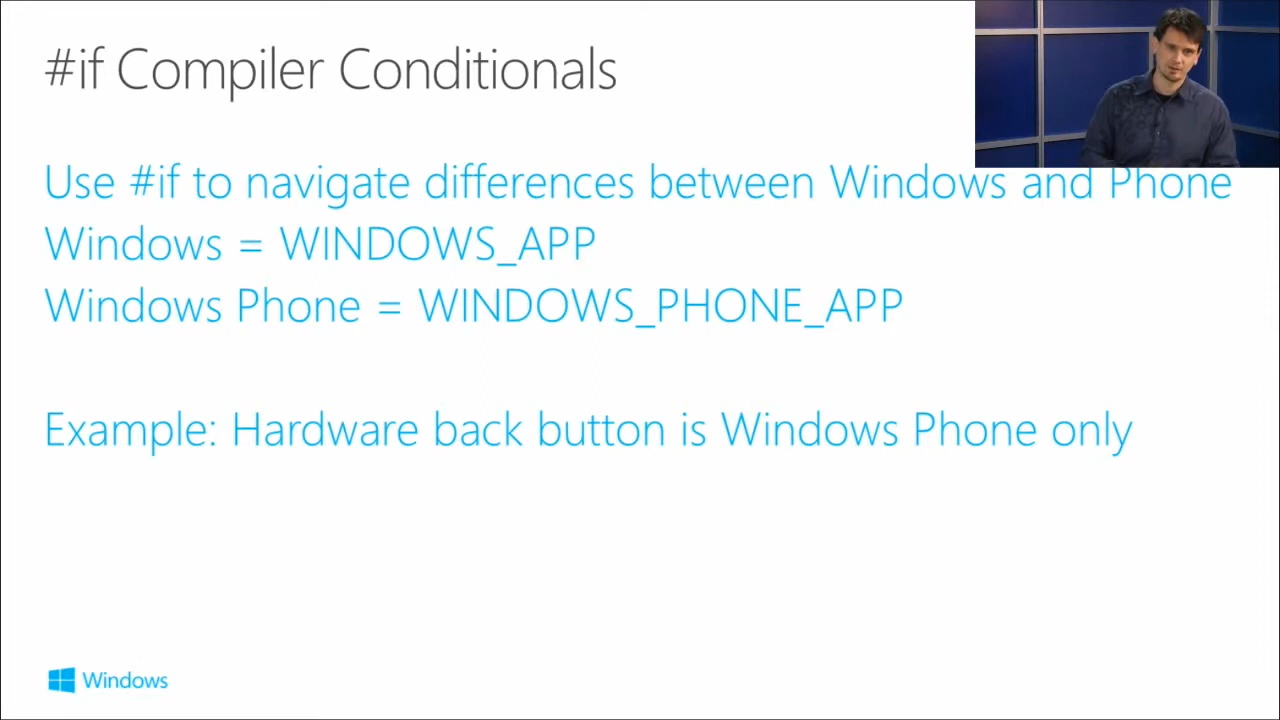 #if Compiler Conditionals
Use #if to navigate differences between Windows and Phone
Windows = WINDOWS_APP
Windows Phone = WINDOWS_PHONE_APP
Example: Hardware back button is Windows Phone only
Windows